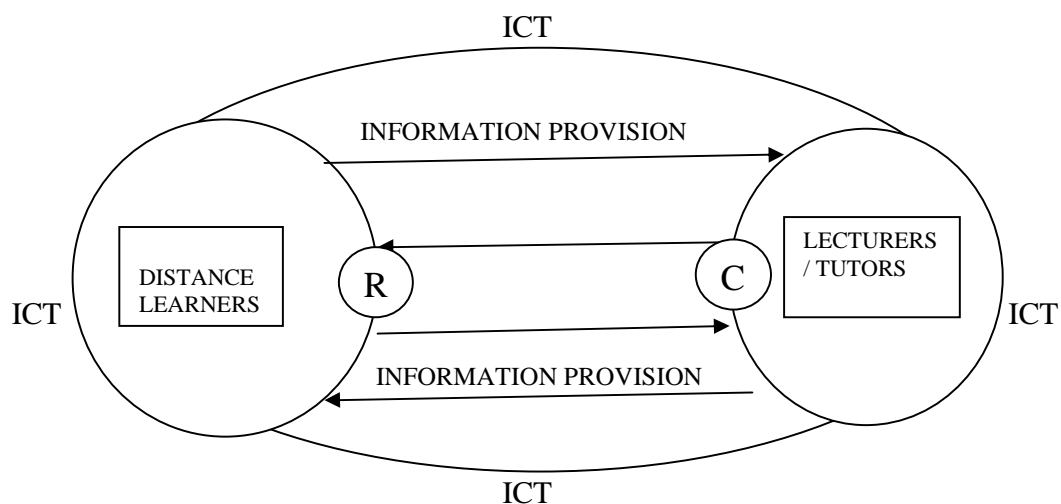 ICT
INFORMATION PROVISION
DISTANCE
LEARNERS
R
C
LECTURERS
/ TUTORS
ICT
ICT
INFORMATION PROVISION
ICT